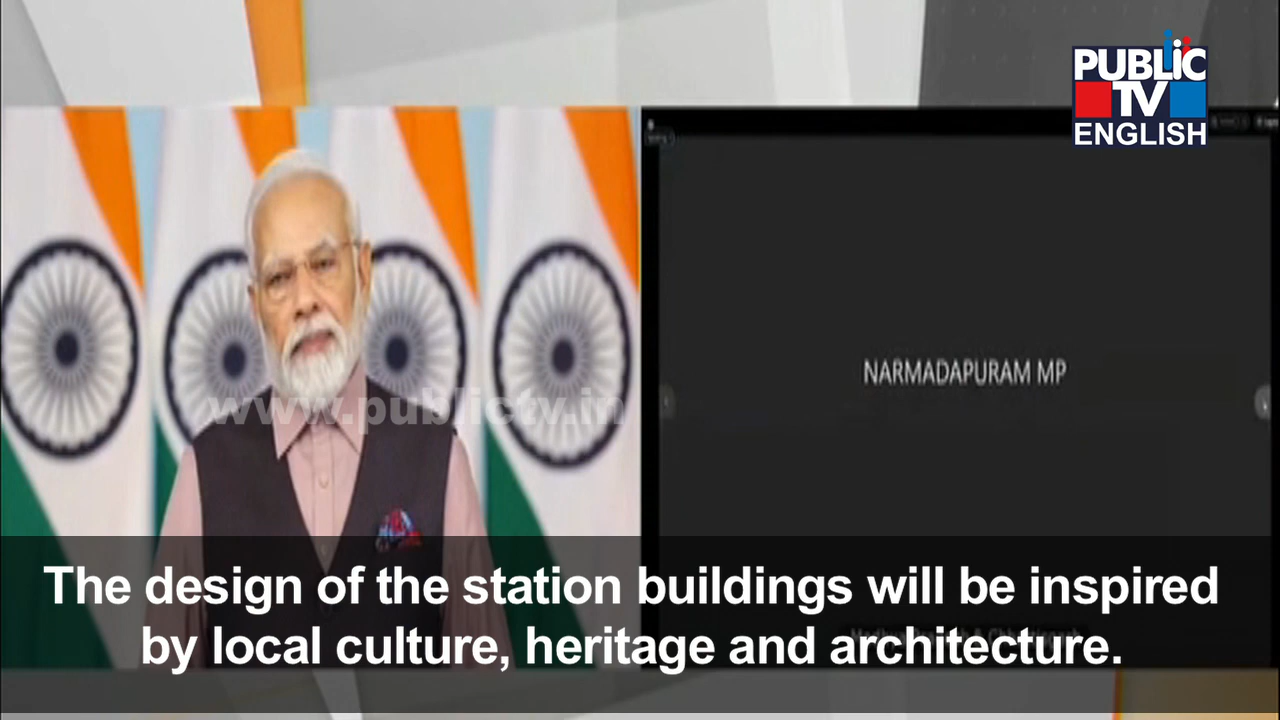 PUBLIC
TV
ENGLISH
NARMADAPURAM MP
www.publictv.in
The design of the station buildings will be inspired
by local culture, heritage and architecture.